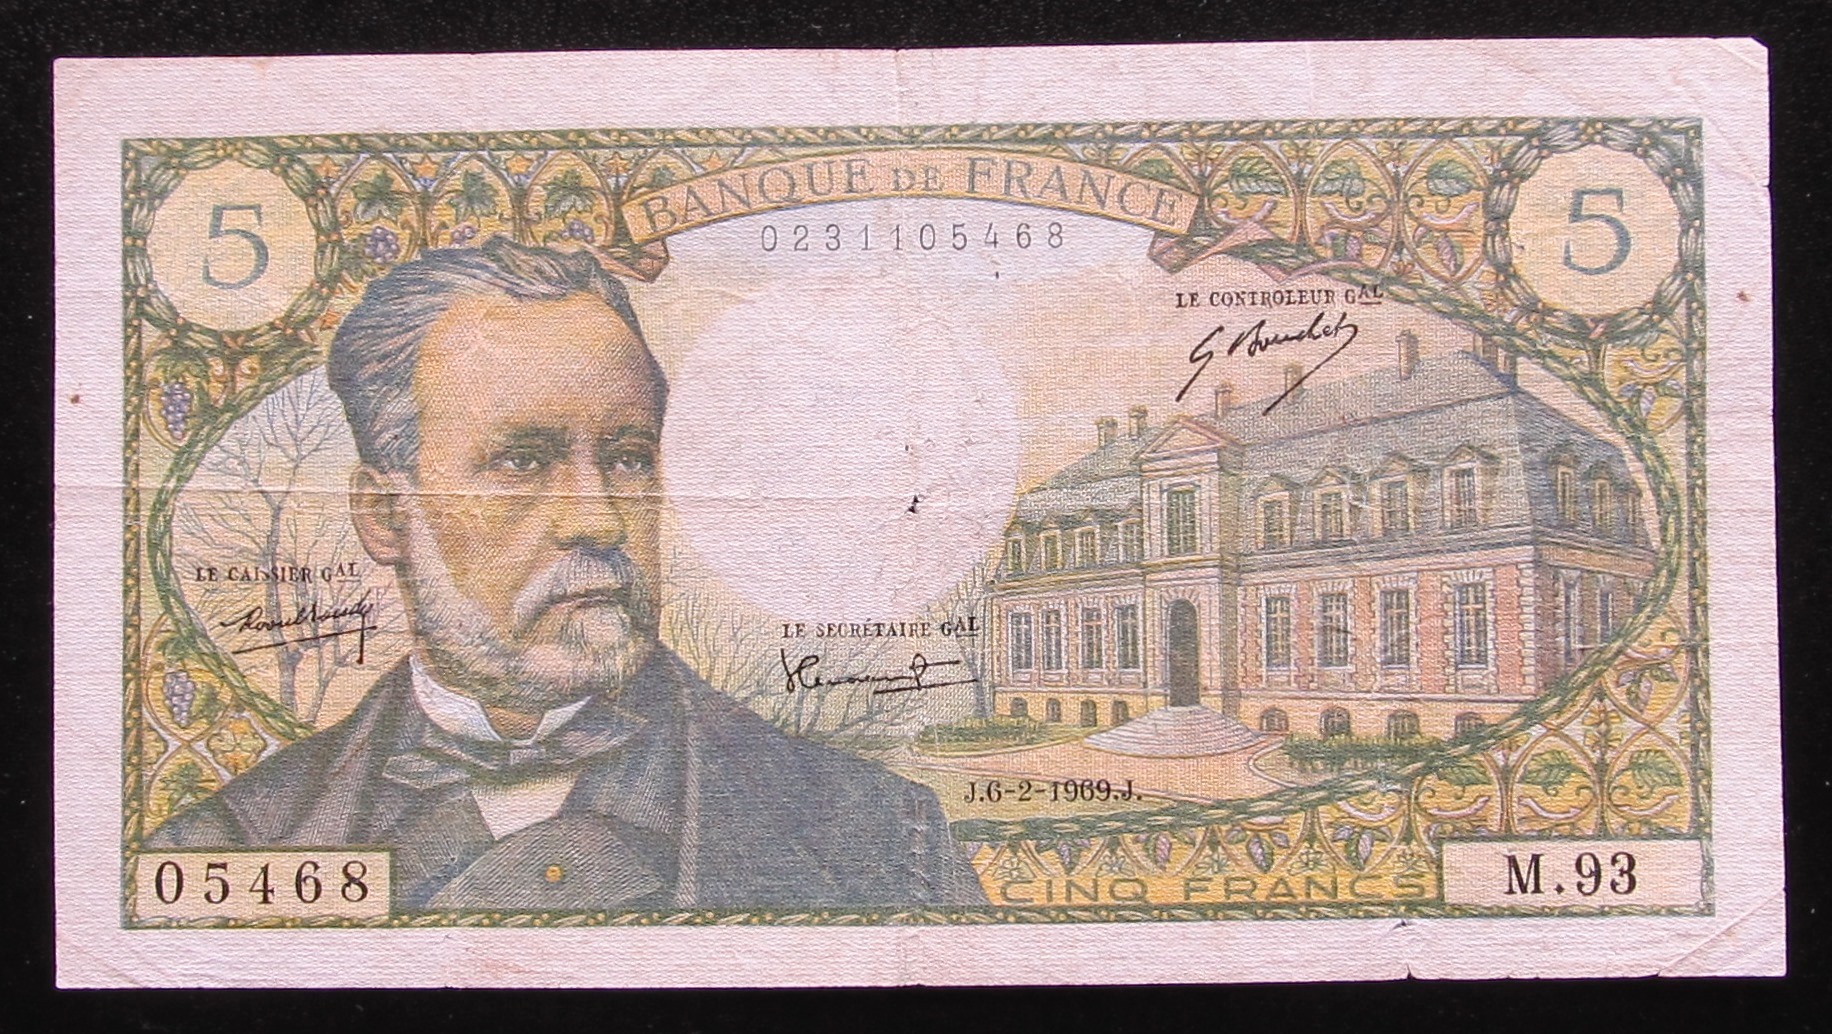 5
BANQUE DE FRANCE
5
0231105468
LE CONTROLEUR GAL
G Bouchet
LE CAISSIER GAL
LE SECRÉTAIRE GAL
J.6-2-1969.J.
05468
CINQ FRANCS
M.93